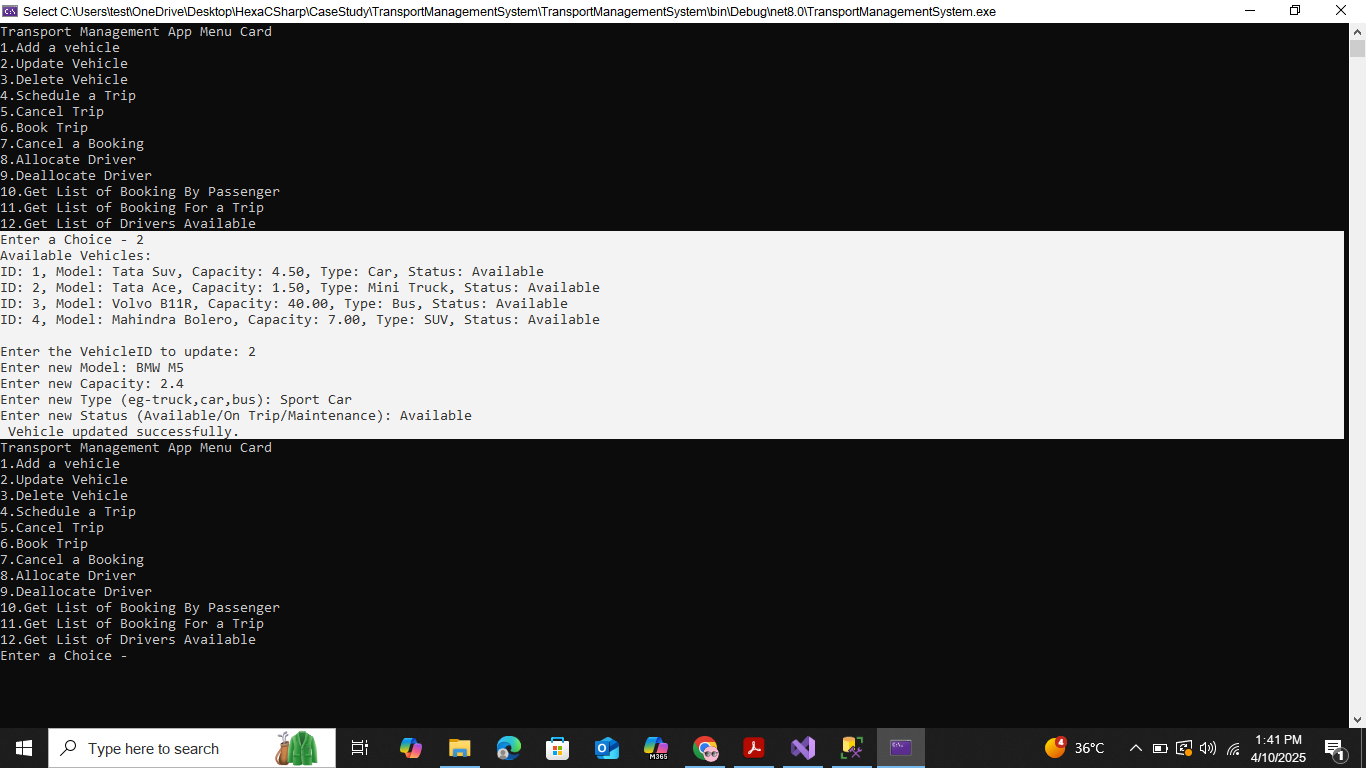 Select C:\Users\test\OneDrive\Desktop\HexaCSharp\CaseStudy\TransportManagementSystem\TransportManagementSystem\bin\Debug\net8.0\TransportManagementSystem.exe
Transport Management App Menu Card
1.Add a vehicle
2.Update Vehicle
3.Delete Vehicle
4.Schedule a Trip
5.Cancel Trip
6.Book Trip
7.Cancel a Booking
8.Allocate Driver
9.Deallocate Driver
10.Get List of Booking By Passenger
11.Get List of Booking For a Trip
12.Get List of Drivers Available
Enter a Choice - 2
Available Vehicles:
ID: 1, Model: Tata Suv, Capacity: 4.50, Type: Car, Status: Available
ID: 2, Model: Tata Ace, Capacity: 1.50, Type: Mini Truck, Status: Available
ID: 3, Model: Volvo B11R, Capacity: 40.00, Type: Bus, Status: Available
ID: 4, Model: Mahindra Bolero, Capacity: 7.00, Type: SUV, Status: Available
Enter the VehicleID to update: 2
Enter new Model: BMW M5
Enter new Capacity: 2.4
Enter new Type (eg-truck,car,bus): Sport Car
Enter new Status (Available/On Trip/Maintenance): Available
Vehicle updated successfully.
Transport Management App Menu Card
1.Add a vehicle
2.Update Vehicle
3.Delete Vehicle
4.Schedule a Trip
5.Cancel Trip
6.Book Trip
7.Cancel a Booking
8.Allocate Driver
9.Deallocate Driver
10.Get List of Booking By Passenger
11.Get List of Booking For a Trip
12.Get List of Drivers Available
Enter a Choice -
Type here to search
M365
4
36°C
1:41 PM
4/10/2025
1